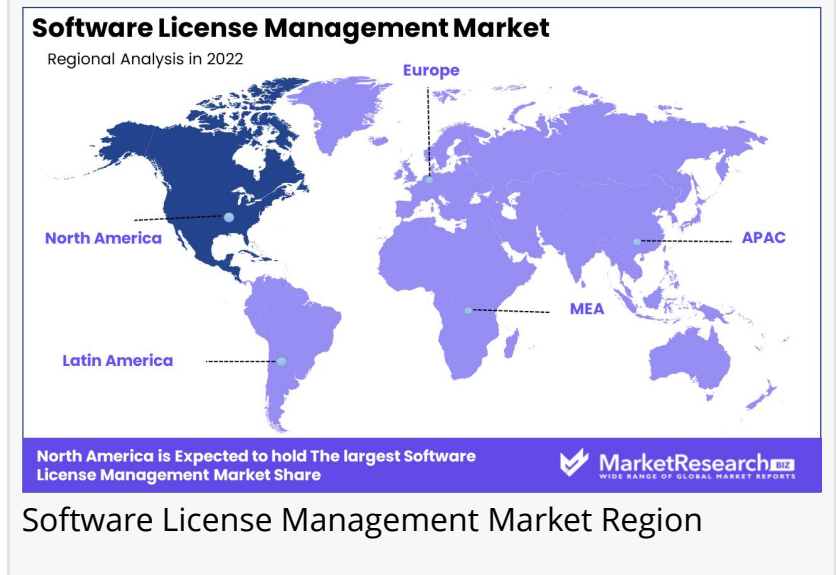 Software License Management Market
Regional Analysis in 2022
Europe
North America
APAC
MEA
Latin America
North America is Expected to hold The largest Software
License Management Market Share
MarketResearch BIZ
WIDE RANGE OF GLOBAL MARKET REPORTS
Software License Management Market Region